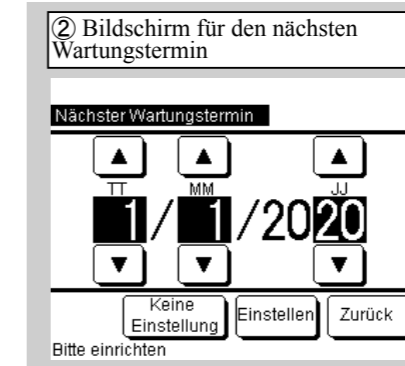 ② Bildschirm für den nächsten
Wartungstermin
Nächster Wartungstermin
▲ ▲ ▲
TT MM JJ
1/ 1/2020
▼ ▼ ▼
Keine
Einstellung
Einstellen
Zurück
Bitte einrichten